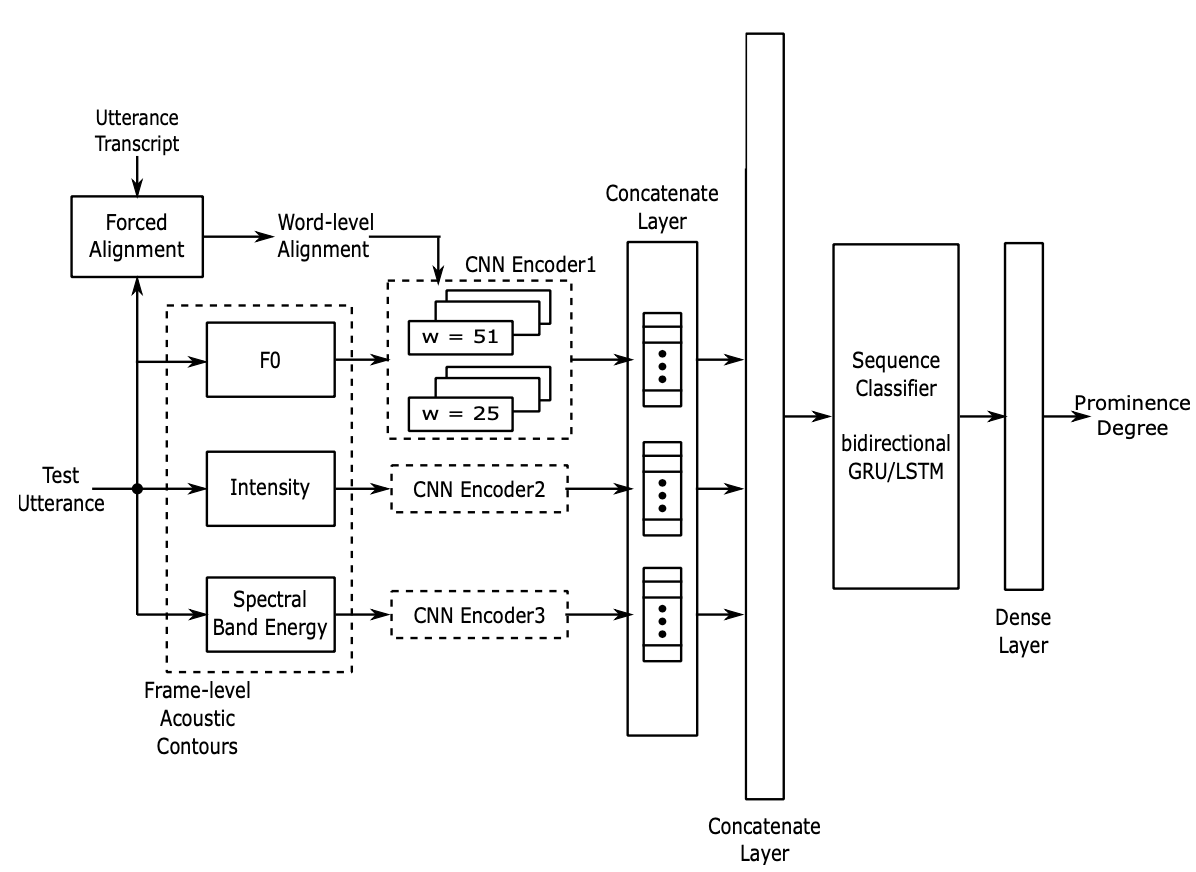 Utterance
Transcript
Forced
Alignment
Word-level
Alignment
CNN Encoder1
w = 51
w = 25
F0
Test
Utterance
Intensity
CNN Encoder2
Spectral
Band Energy
CNN Encoder3
Frame-level
Acoustic
Contours
Concatenate
Layer
Concatenate
Layer
Sequence
Classifier
bidirectional
GRU/LSTM
Dense
Layer
Prominence
Degree